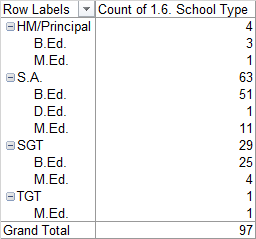 Row Labels Count of 1.6. School Type
HM/Principal 4
B.Ed. 3
M.Ed. 1
S.A. 63
B.Ed. 51
D.Ed. 1
M.Ed. 11
SGT 29
B.Ed. 25
M.Ed. 4
TGT 1
M.Ed. 1
Grand Total 97